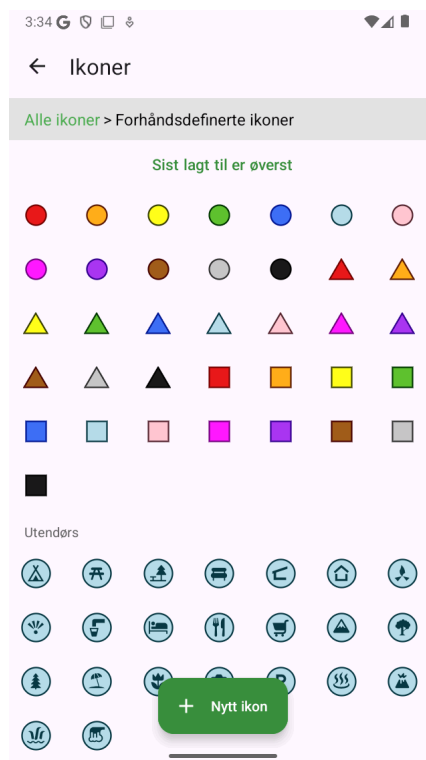 3:34
Ikoner
Alle ikoner > Forhåndsdefinerte ikoner
Sist lagt til er øverst
Utendørs
Nytt ikon